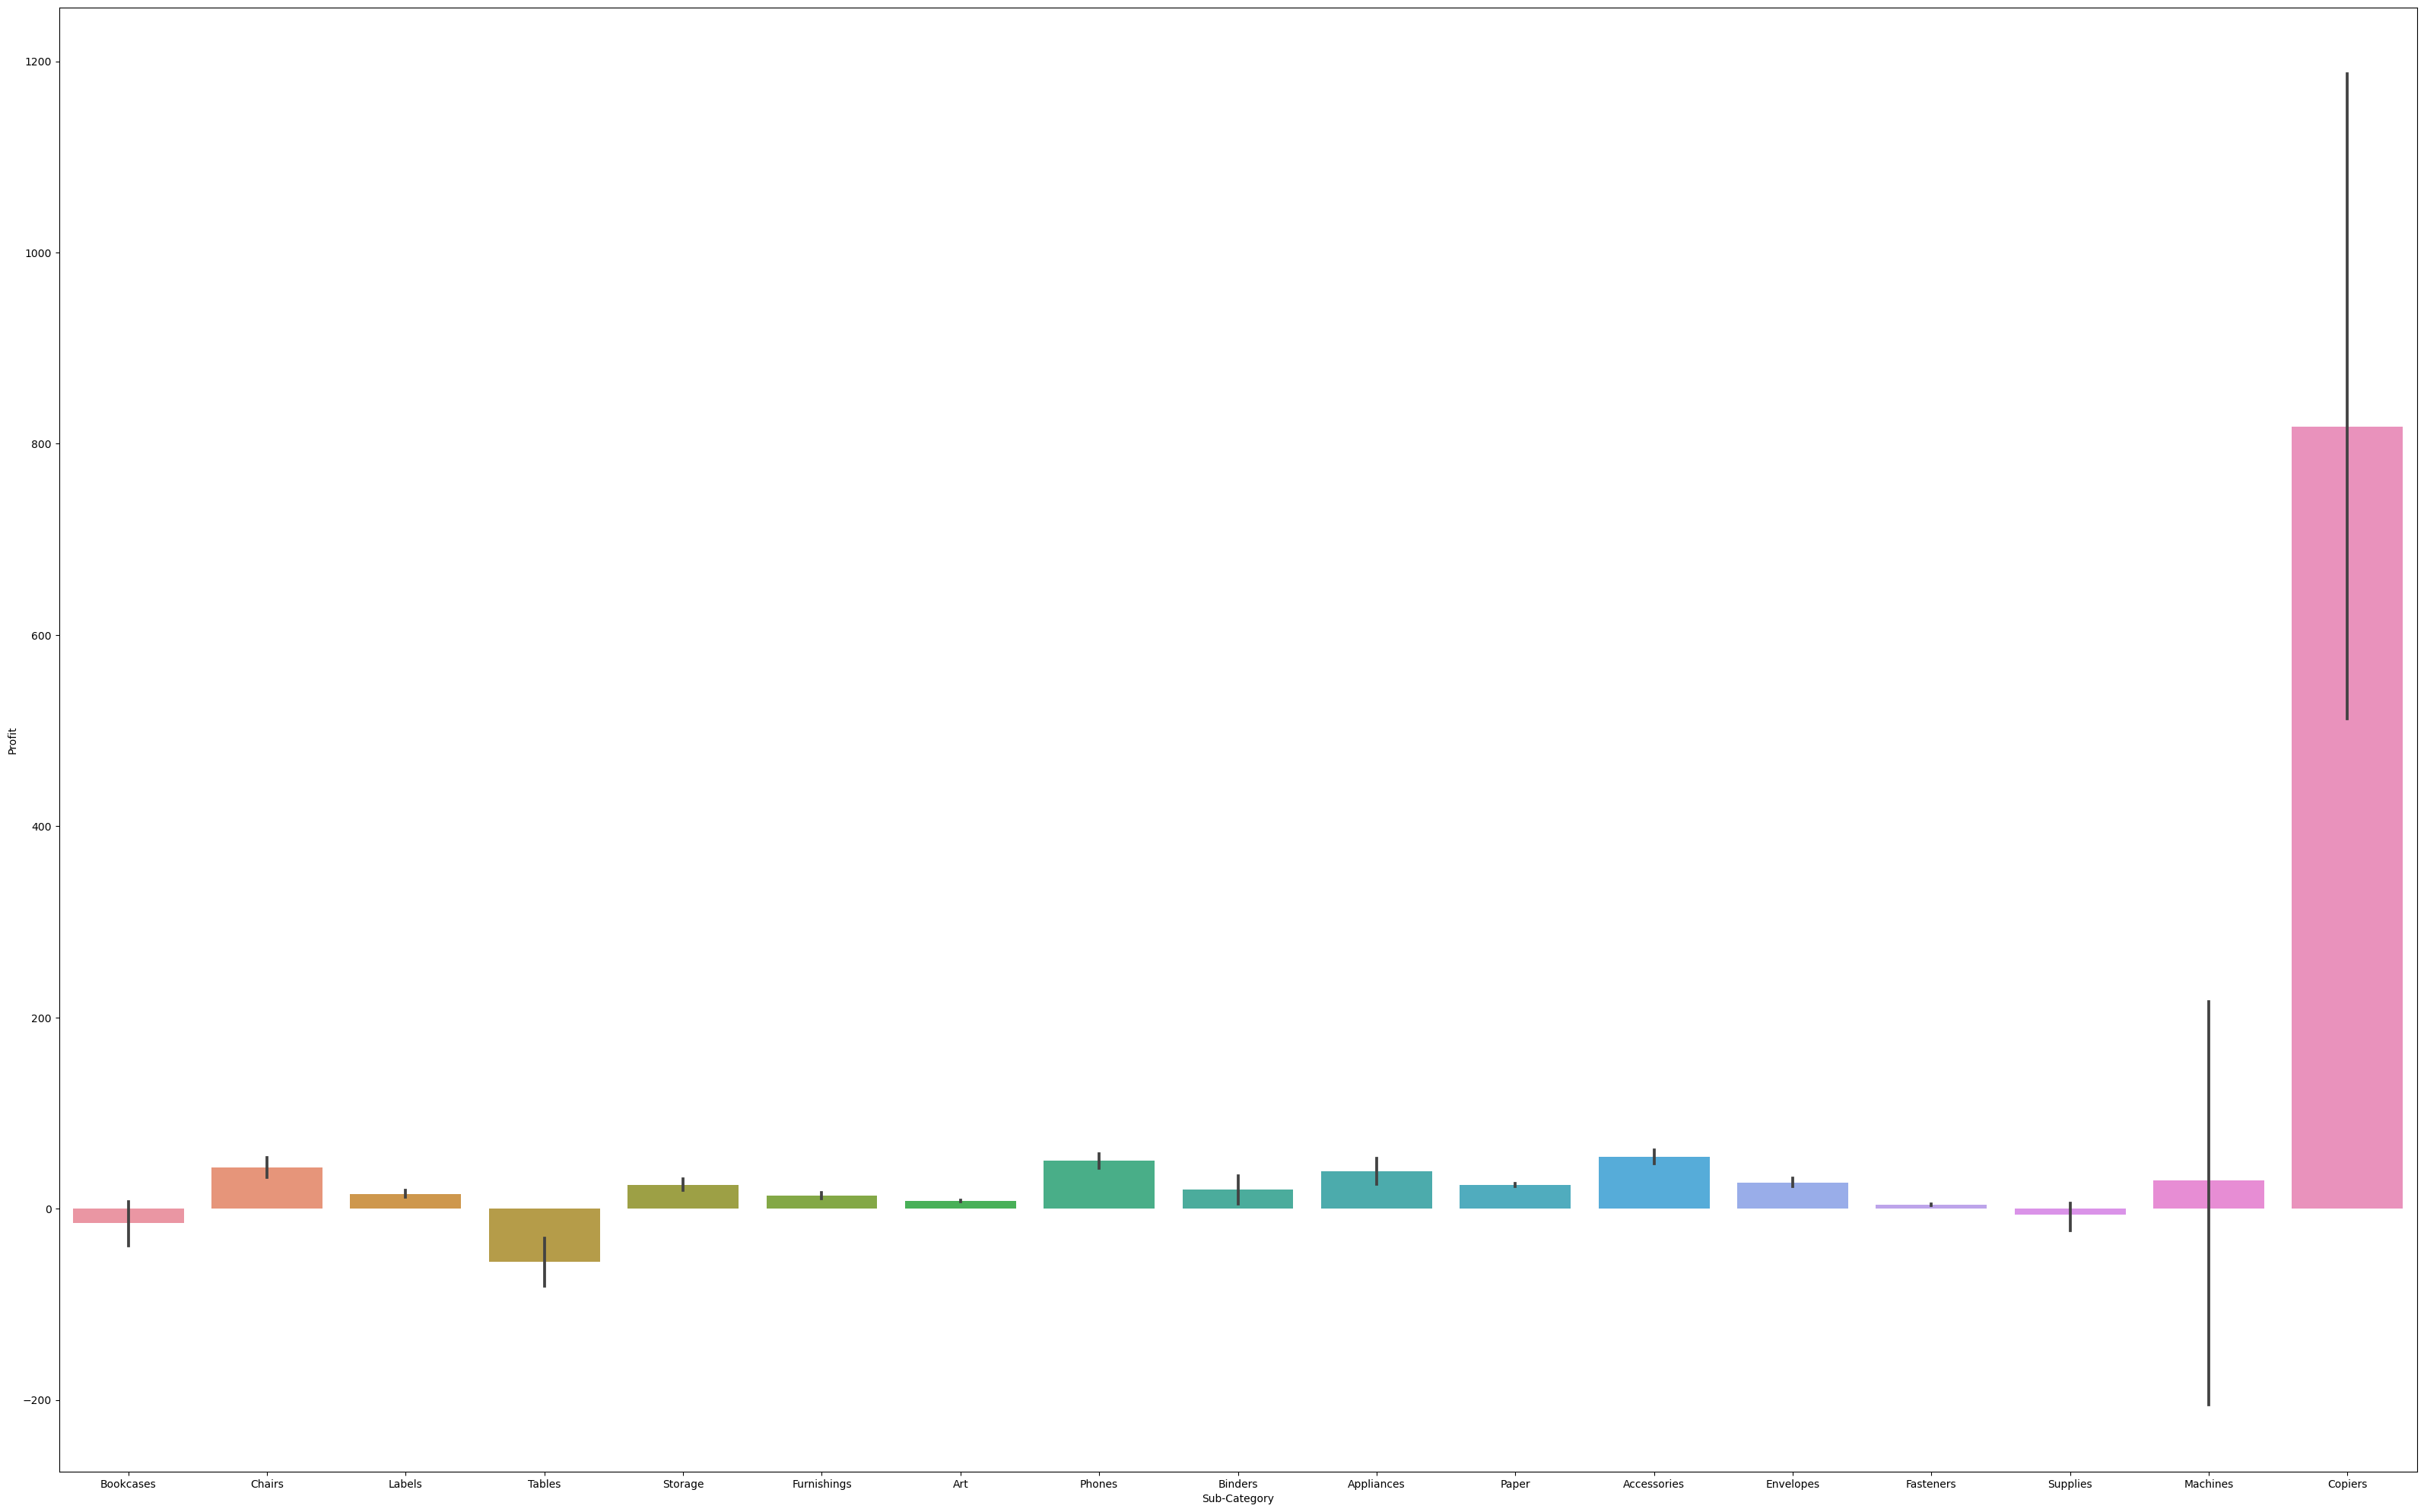 1200
1000
800
600
400
200
0
−200
Profit
Bookcases Chairs Labels Tables Storage Furnishings Art Phones Binders Appliances Paper Accessories Envelopes Fasteners Supplies Machines Copiers
Sub-Category